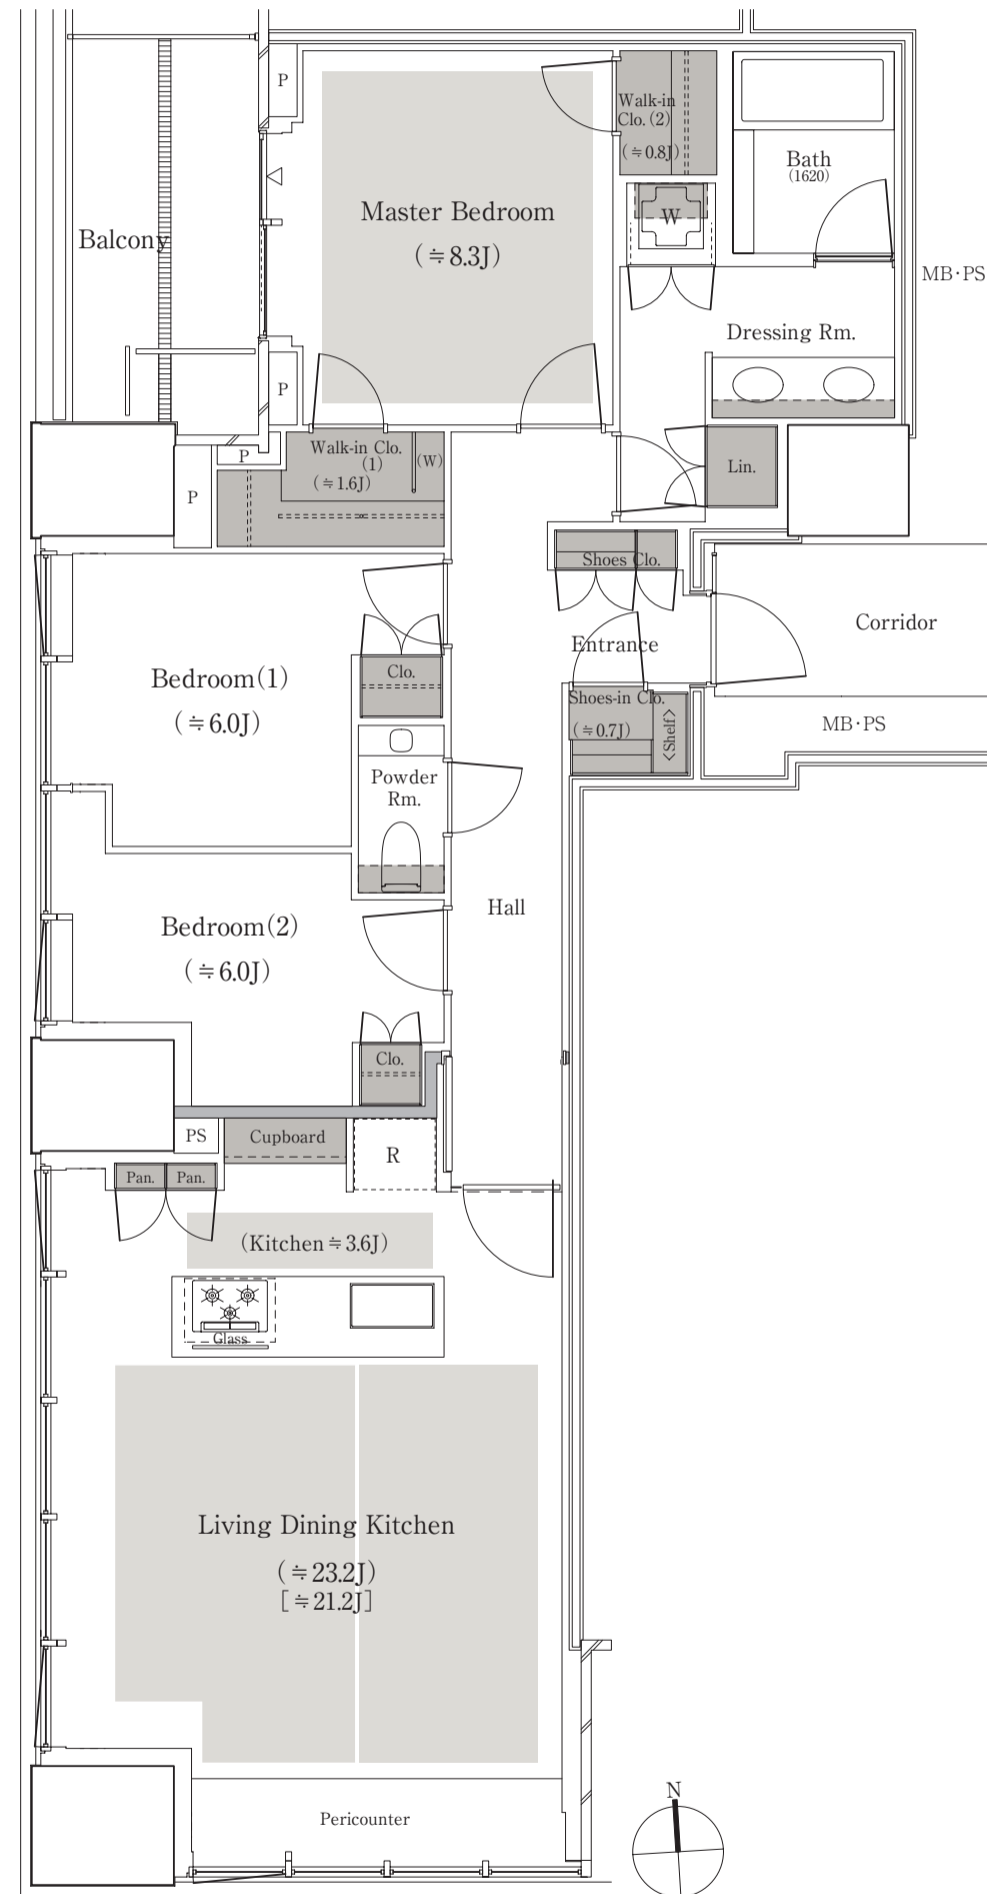 P
Walk-in
Clo. (2)
(≒0.8J)
Bath
(1620)
Master Bedroom
(≒8.3J)
W
Balcony
MB·PS
Dressing Rm.
P
Walk-in Clo.
(1)
(≒1.6J)
(W)
P
P
Lin.
Shoes Clo.
Corridor
Entrance
Clo.
Bedroom(1)
(≒6.0J)
Shoes-in Clo.
(≒0.7J)
<Shelf>
MB·PS
Powder
Rm.
Hall
Bedroom(2)
(≒6.0J)
Clo.
PS
Cupboard
R
Pan.
Pan.
(Kitchen≒3.6J)
Glass
Living Dining Kitchen
(≒23.2J)
[≒21.2J]
N
Pericounter